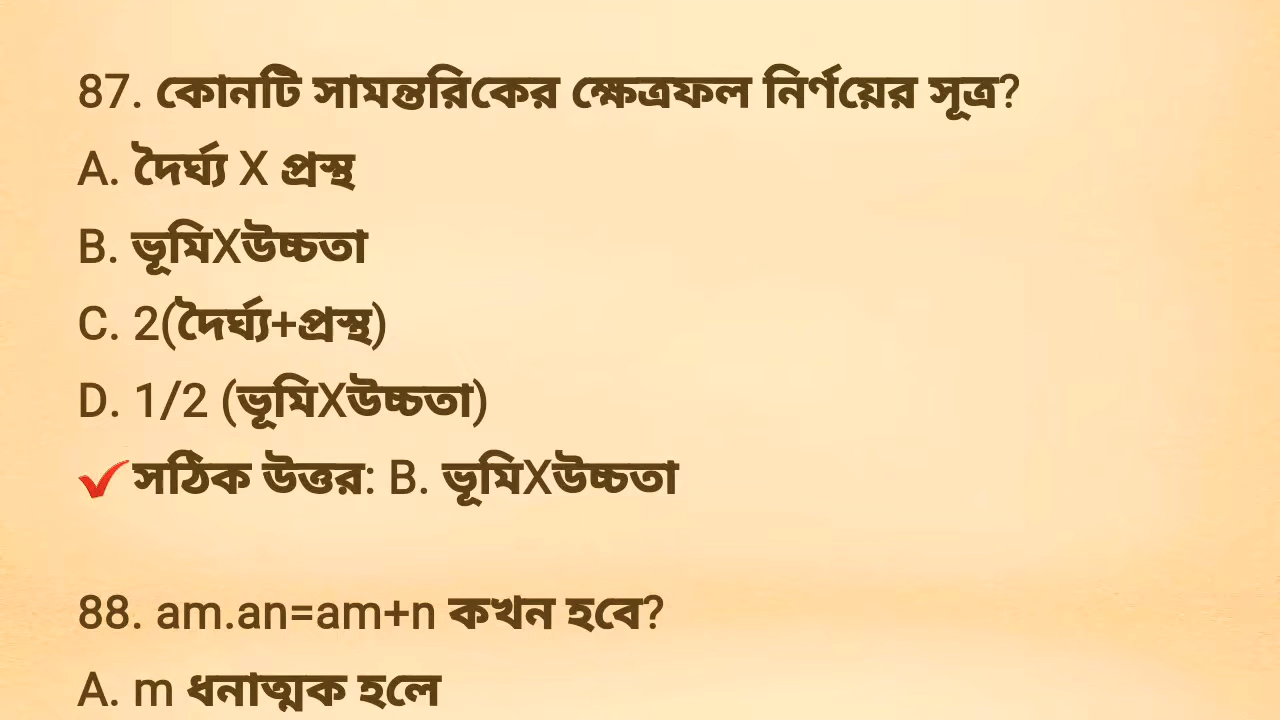 87. কোনটি সামন্তরিকের ক্ষেত্রফল নির্ণয়ের সূত্র?
A. দৈর্ঘ্য X প্রস্থ
B. ভূমিXউচ্চতা
C. 2(দৈর্ঘ্য+প্রস্থ)
D. 1/2 (ভূমিXউচ্চতা)
✔সঠিক উত্তর: B. ভূমিXউচ্চতা
88. am.an=am+n কখন হবে?
A. m ধনাত্মক হলে